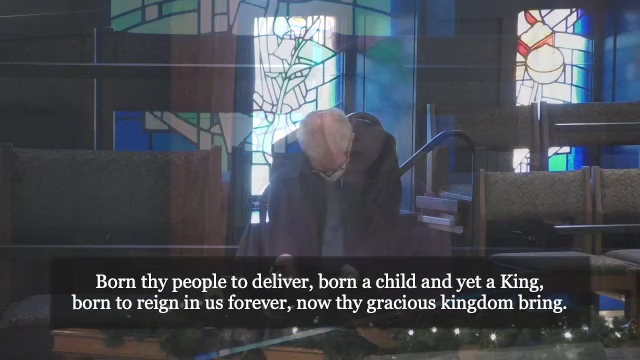 Born thy people to deliver, born a child and yet a King,
born to reign in us forever, now thy gracious kingdom bring.